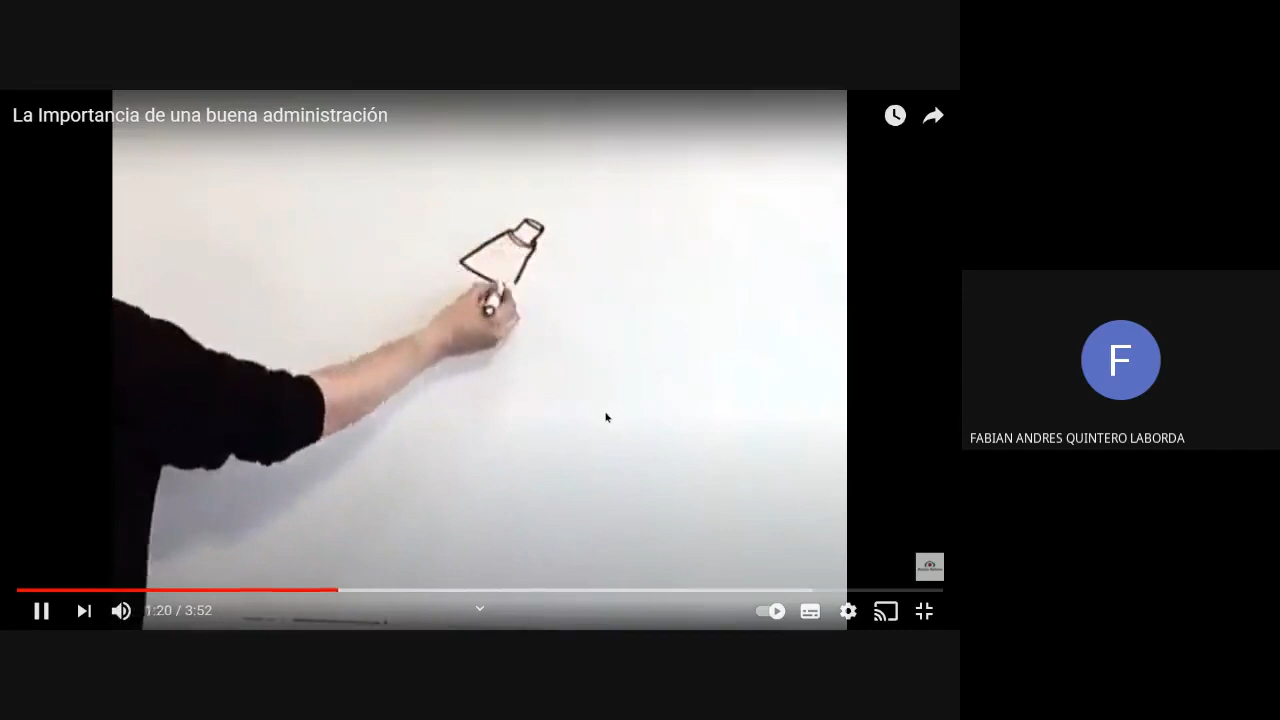 La Importancia de una buena administración
F
FABIAN ANDRES QUINTERO LABORDA
1:20 / 3:52